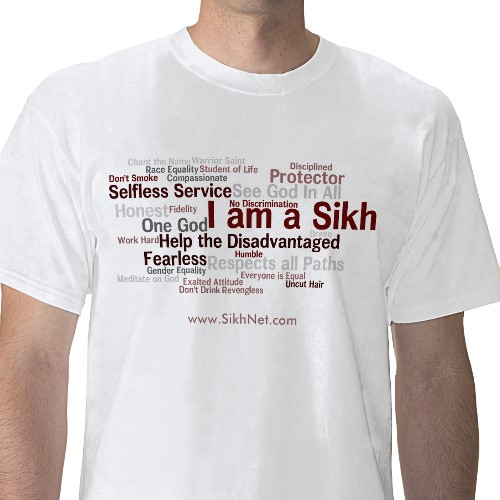 Chant the Name Warrior Saint
Race Equality Student of Life Disciplined
Don't Smoke Compassionate Protector
Selfless Service See God In All
Honest Fidelity No Discrimination
One God I am a Sikh
Work Hard Help the Disadvantaged Brave
Fearless Humble Respects all Paths
Gender Equality Everyone is Equal
Meditate on God Exalted Attitude Uncut Hair
Don't Drink Revengless
www.SikhNet.com